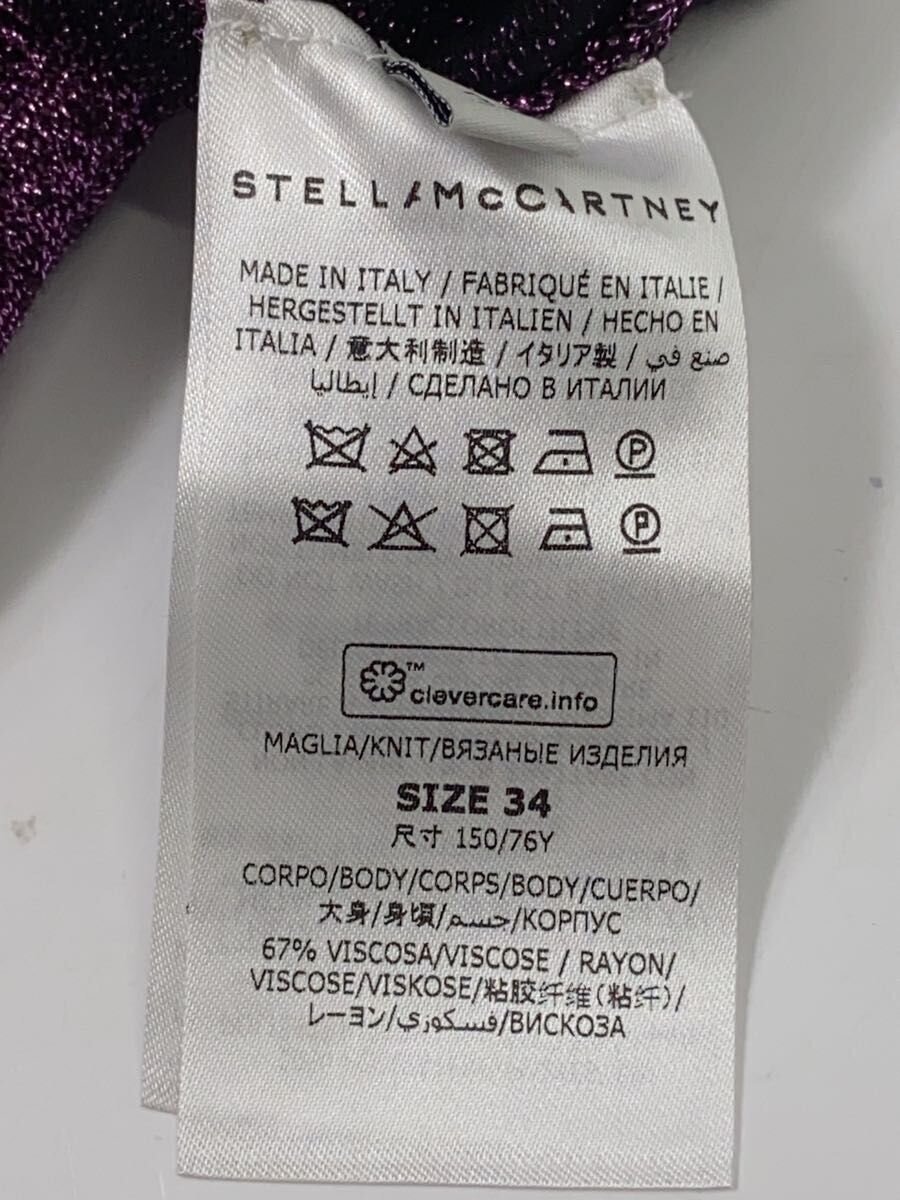 STELLAMcCARTNEY
MADE IN ITALY / FABRIQUÉ EN ITALIE /
HERGESTELLT IN ITALIEN / HECHO EN
ITALIA / 意大利制造 / イタリア製 / صنع في
إيطاليا / СДЕЛАНО В ИТАЛИИ
P
P
™ clevercare.info
MAGLIA/KNIT/ВЯЗАНЫЕ ИЗДЕЛИЯ
SIZE 34
尺寸 150/76Y
CORPO/BODY/CORPS/BODY/CUERPO/
大身/身頃/جسم/КОРПУС
67% VISCOSA/VISCOSE / RAYON/
VISCOSE/VISKOSE/粘胶纤维(粘纤)/
レーヨン/فسكوزي/ВИСКОЗА